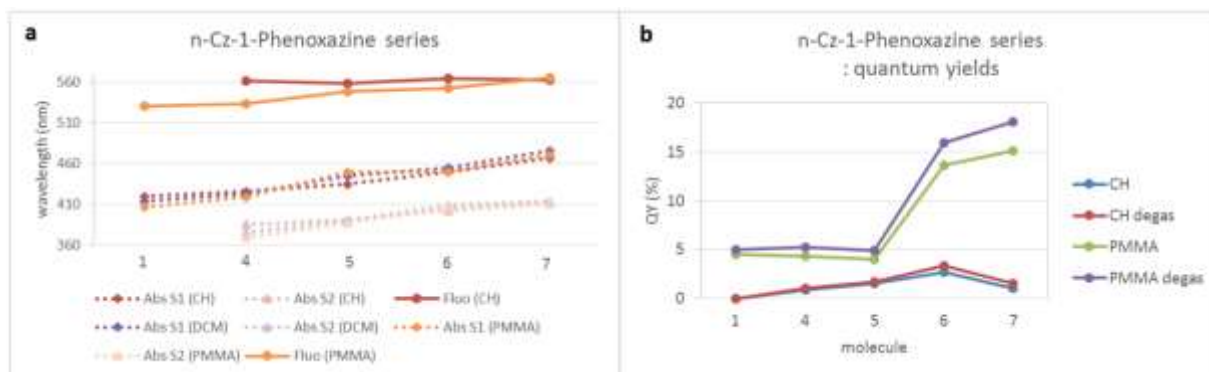 a
n-Cz-1-Phenoxazine series
wavelength (nm)
560
510
460
410
360
1 4 5 6 7
Abs S1 (CH) Abs S2 (CH) Fluo (CH)
Abs S1 (DCM) Abs S2 (DCM) Abs S1 (PMMA)
Abs S2 (PMMA) Fluo (PMMA)
b
n-Cz-1-Phenoxazine series
: quantum yields
QY (%)
20
15
10
5
0
1 4 5 6 7
molecule
CH
CH degas
PMMA
PMMA degas